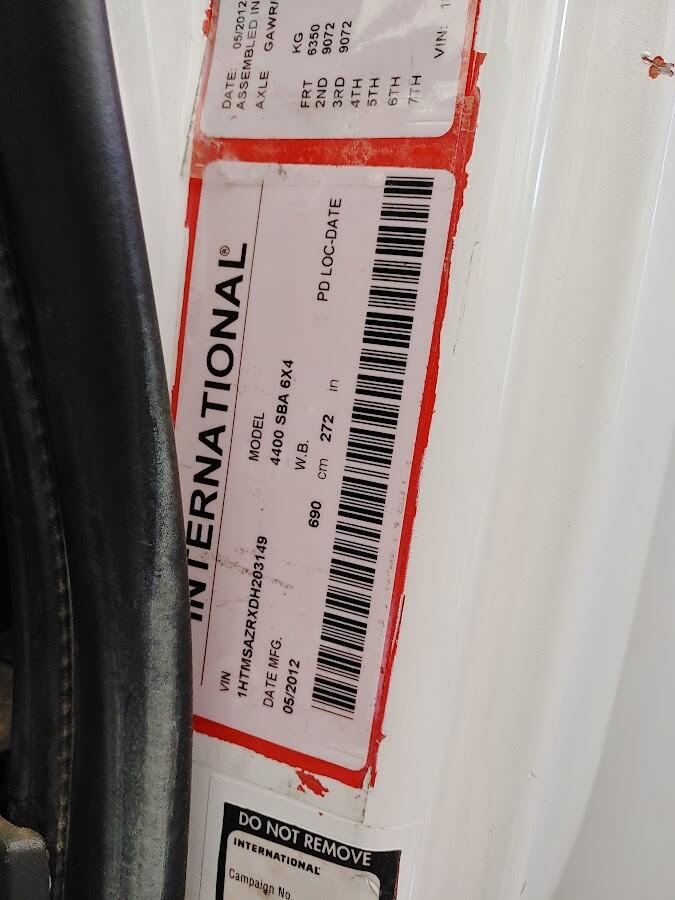 DATE: 05/2012
ASSEMBLED IN
AXLE GAWR/
KG
FRT 6350
2ND 9072
3RD 9072
4TH
5TH
6TH
7TH
VIN:
INTERNATIONAL®
VIN MODEL
1HTMSAZRXDH203149 4400 SBA 6X4
DATE MFG. W.B. PD LOC-DATE
05/2012 690 cm 272 in
DO NOT REMOVE
INTERNATIONAL®
Campaign No